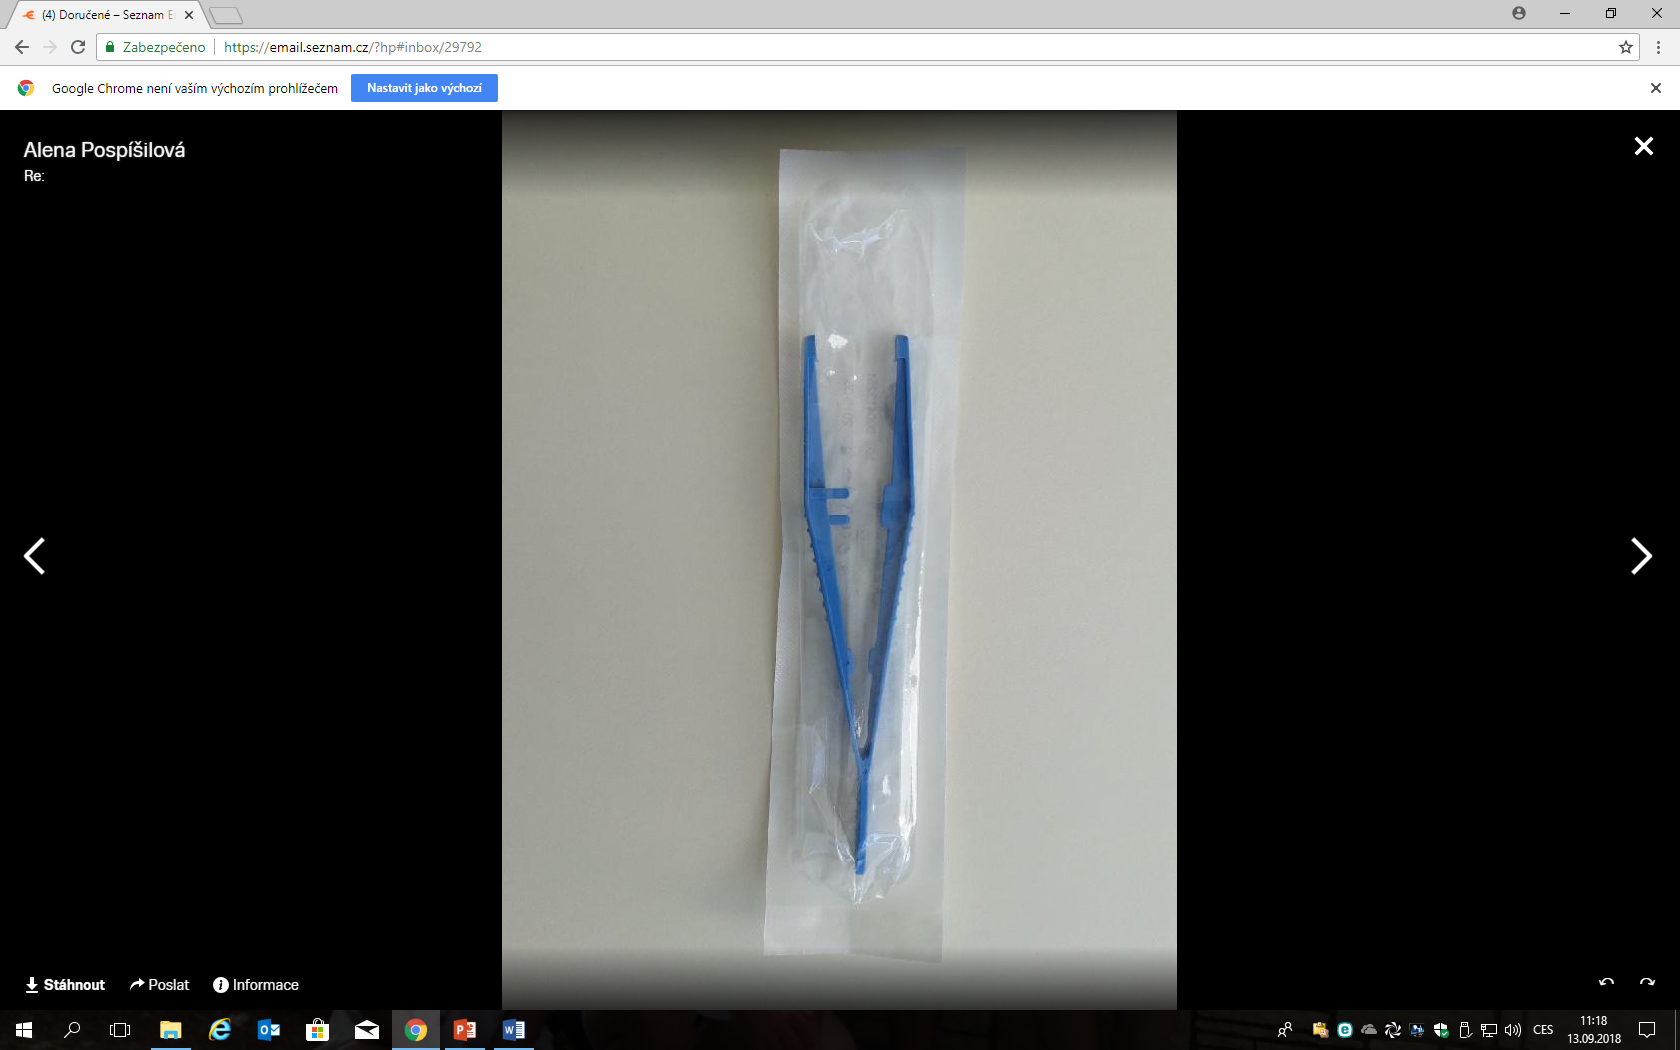 (4) Doručené – Seznam E
Zabezpečeno
https://email.seznam.cz/?hp#inbox/29792
Google Chrome není vaším výchozím prohlížečem
Nastavit jako výchozí
Alena Pospíšilová
Re:
Stáhnout
Poslat
Informace
CES
11:18
13.09.2018